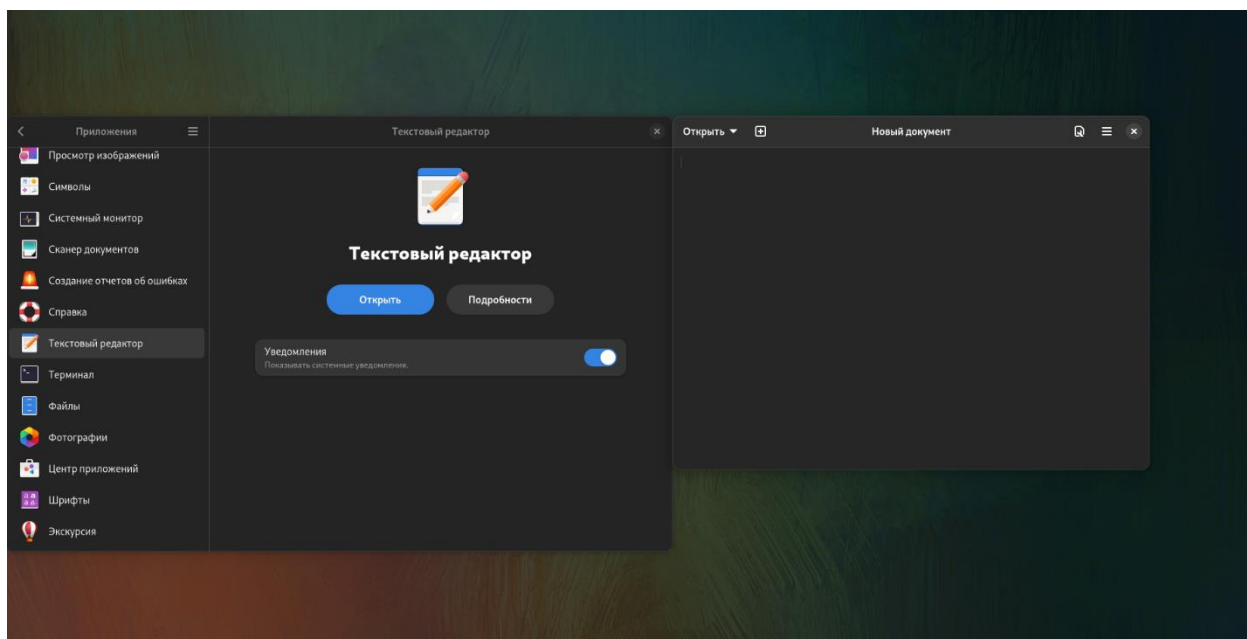 Приложения
Просмотр изображений
Символы
Системный монитор
Сканер документов
Создание отчетов об ошибках
Справка
Текстовый редактор
Терминал
Файлы
Фотографии
Центр приложений
Шрифты
Экскурсия
Текстовый редактор
Текстовый редактор
Открыть
Подробности
Уведомления
Показывать системные уведомления.
Открыть
Новый документ